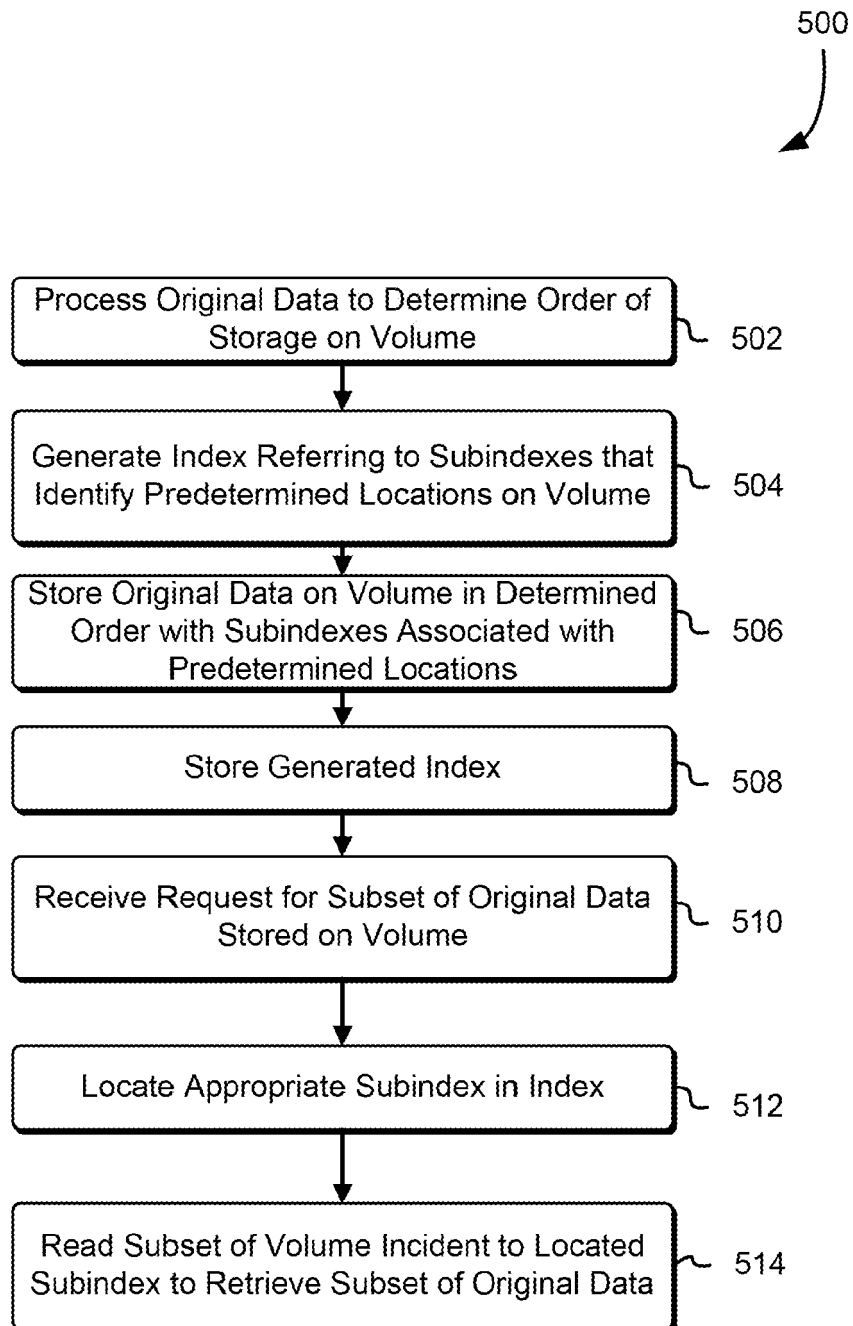 500
Process Original Data to Determine Order of
Storage on Volume
502
Generate Index Referring to Subindexes that
Identify Predetermined Locations on Volume
504
Store Original Data on Volume in Determined
Order with Subindexes Associated with
Predetermined Locations
506
Store Generated Index
508
Receive Request for Subset of Original Data
Stored on Volume
510
Locate Appropriate Subindex in Index
512
Read Subset of Volume Incident to Located
Subindex to Retrieve Subset of Original Data
514